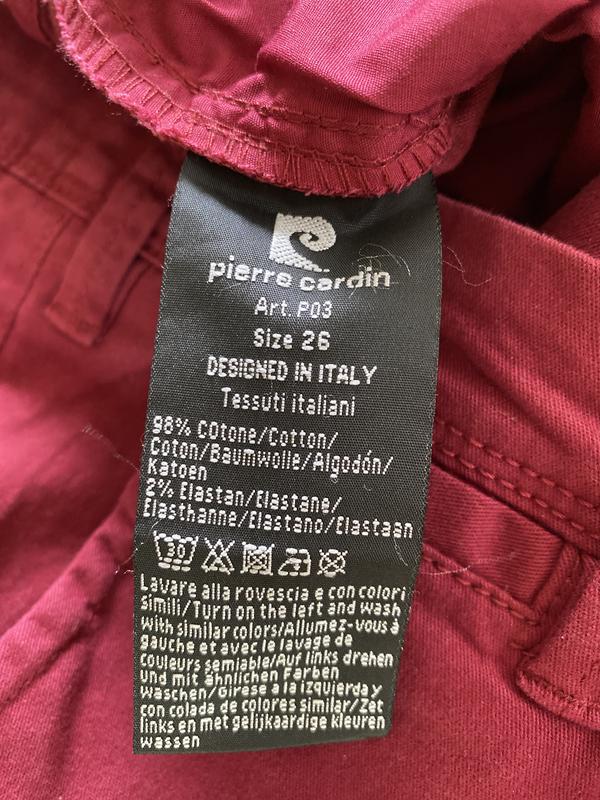 pierre cardin
Art. P03
Size 26
DESIGNED IN ITALY
Tessuti italiani
98% COtone/Cotton/
Coton/Baumwolle/Algodón/
Katoen
2% Elastan/Elastane/
Elasthanne/Elastano/Elastaan
30
Lavare alla rovescia e con colori
simili/Turn on the left and wash
with similar colors/Allumez-vous à
gauche et avec le lavage de
couleurs semiable/Auf links drehen
und mit ähnlichen Farben
waschen/Girese a la izquierda y
con colada de colores similar/Zet
links en met gelijkaardige kleuren
wassen